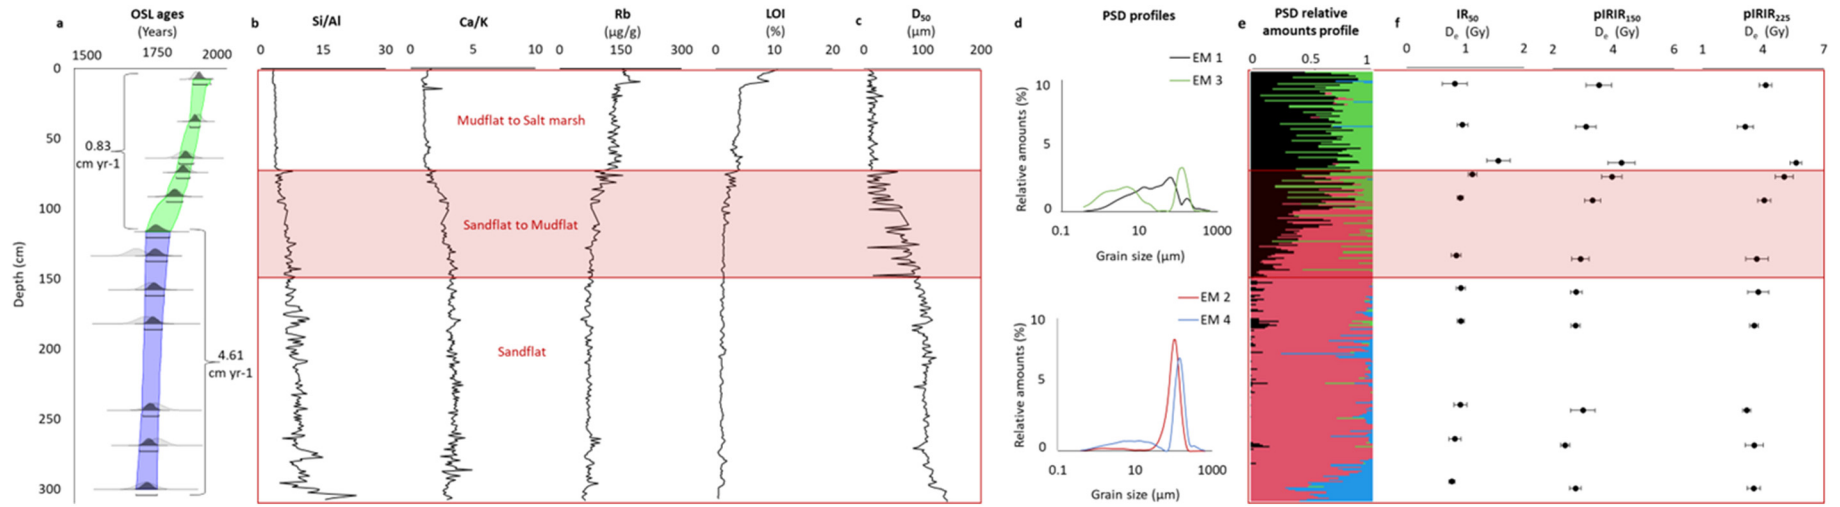 a
OSL ages
(Years)
1500 1750 2000
b
Si/Al
0 15 30
Ca/K
0 5 10
Rb
(µg/g)
0 150 300
LOI
(%)
0 10 20
c
D50
(µm)
0 100 200
d
PSD profiles
e
PSD relative
amounts profile
0 0.5 1
f
IR50
De (Gy)
0 1 2
pIRIR150
De (Gy)
2 4 6
pIRIR225
De (Gy)
1 4 7
Depth (cm)
0
50
100
150
200
250
300
0.83
cm yr-1
4.61
cm yr-1
Mudflat to Salt marsh
Sandflat to Mudflat
Sandflat
EM 1
EM 3
Relative amounts (%)
10
5
0
0.1 10 1000
Grain size (µm)
EM 2
EM 4
Relative amounts (%)
10
5
0
0.1 10 1000
Grain size (µm)